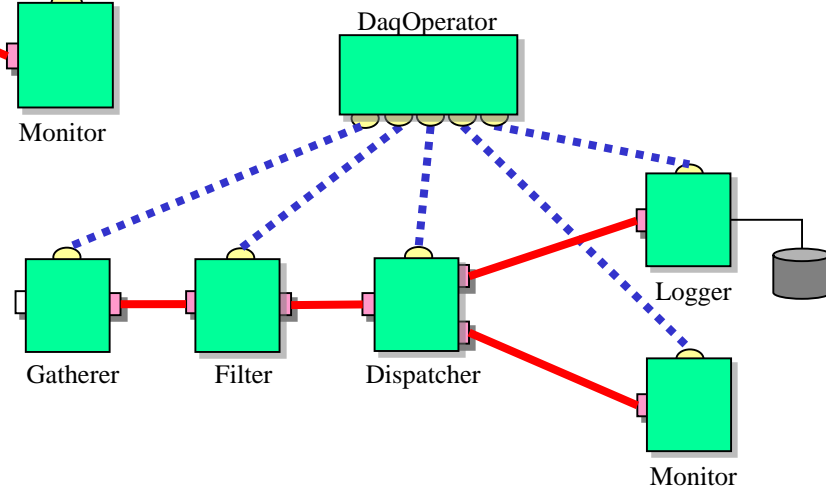 DaqOperator
Monitor
Logger
Gatherer
Filter
Dispatcher
Monitor